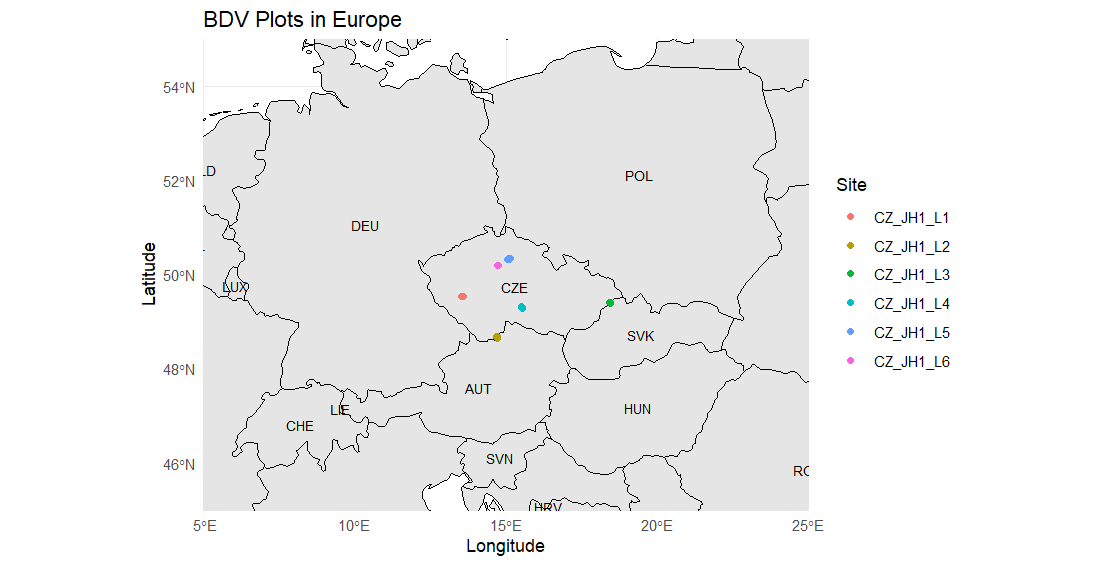 BDV Plots in Europe
54°N
52°N
50°N
48°N
46°N
Latitude
LD
POL
DEU
LUX
CZE
SVK
AUT
LIE
CHE
HUN
SVN
RO
HRV
5°E
10°E
15°E
20°E
25°E
Longitude
Site
CZ_JH1_L1
CZ_JH1_L2
CZ_JH1_L3
CZ_JH1_L4
CZ_JH1_L5
CZ_JH1_L6